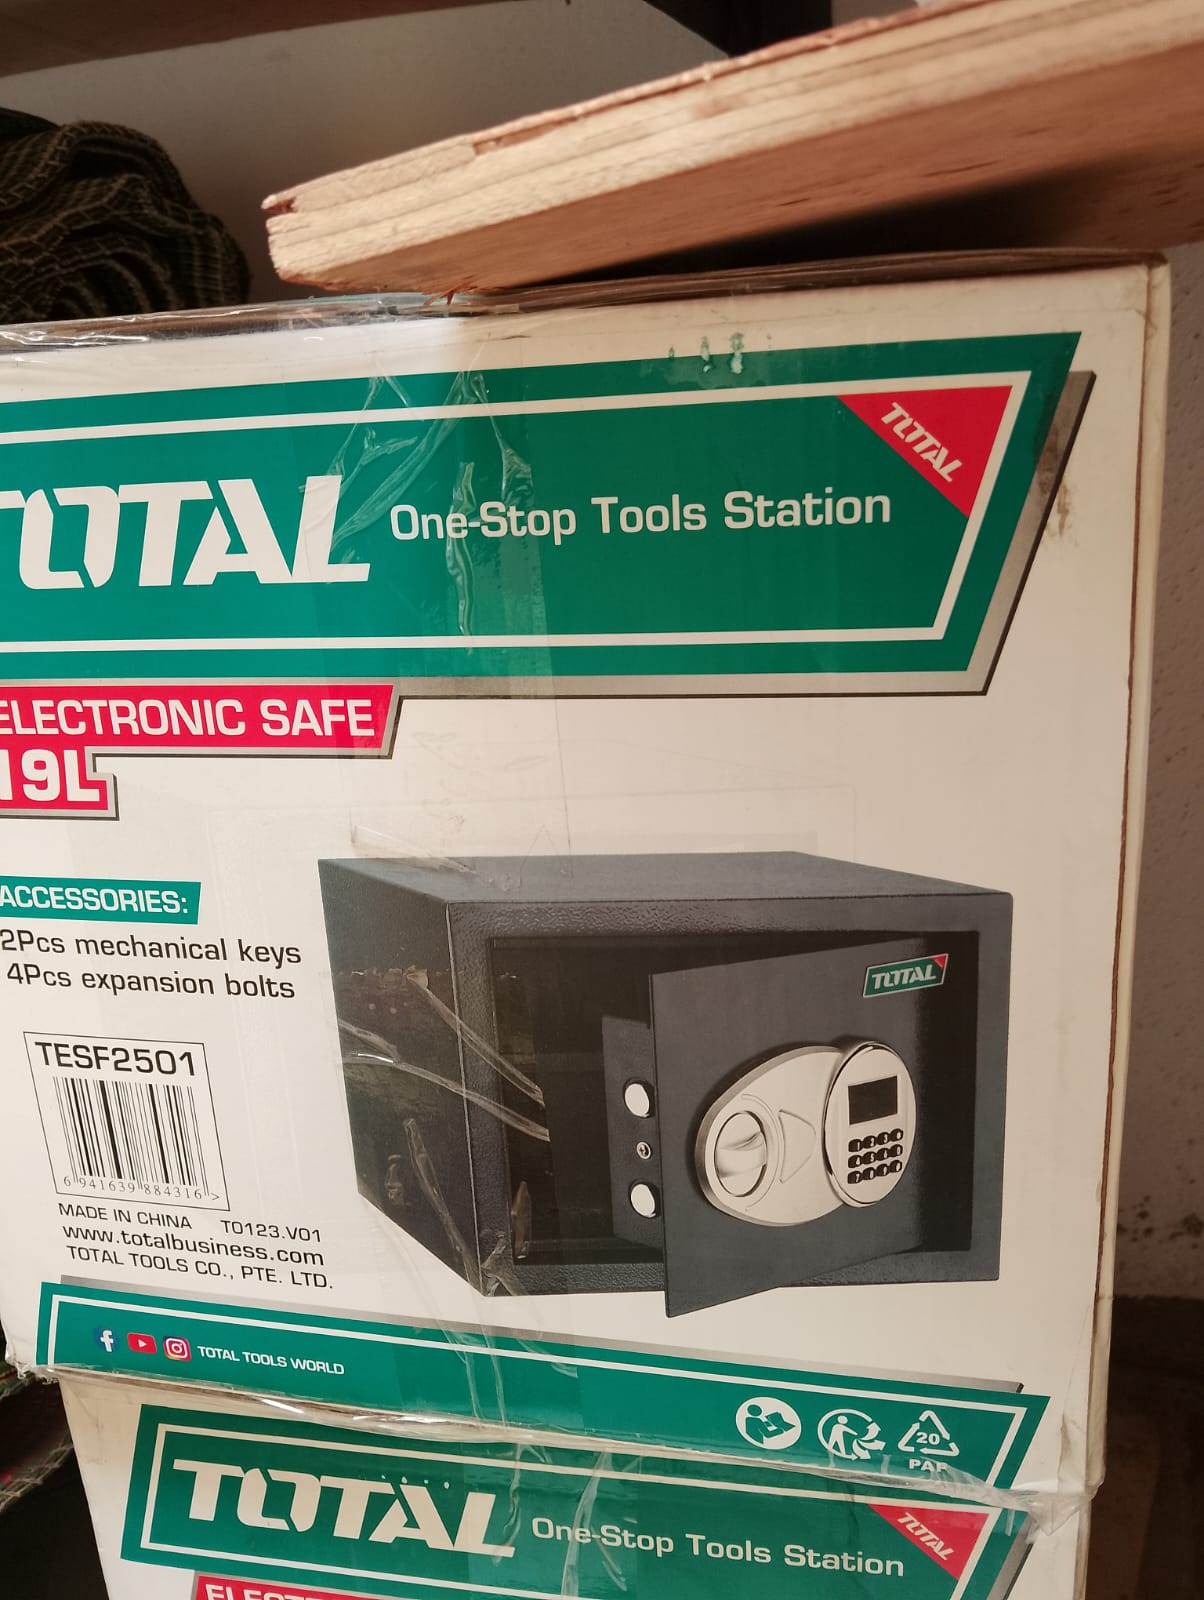 TOTAL
One-Stop Tools Station
TOTAL
ELECTRONIC SAFE
19L
ACCESSORIES:
2Pcs mechanical keys
4Pcs expansion bolts
TOTAL
TESF2501
6 941639 884316 >
MADE IN CHINA T0123.V01
www.totalbusiness.com
TOTAL TOOLS CO., PTE. LTD.
TOTAL TOOLS WORLD
20
PAP
TOTAL
One-Stop Tools Station
TOTAL